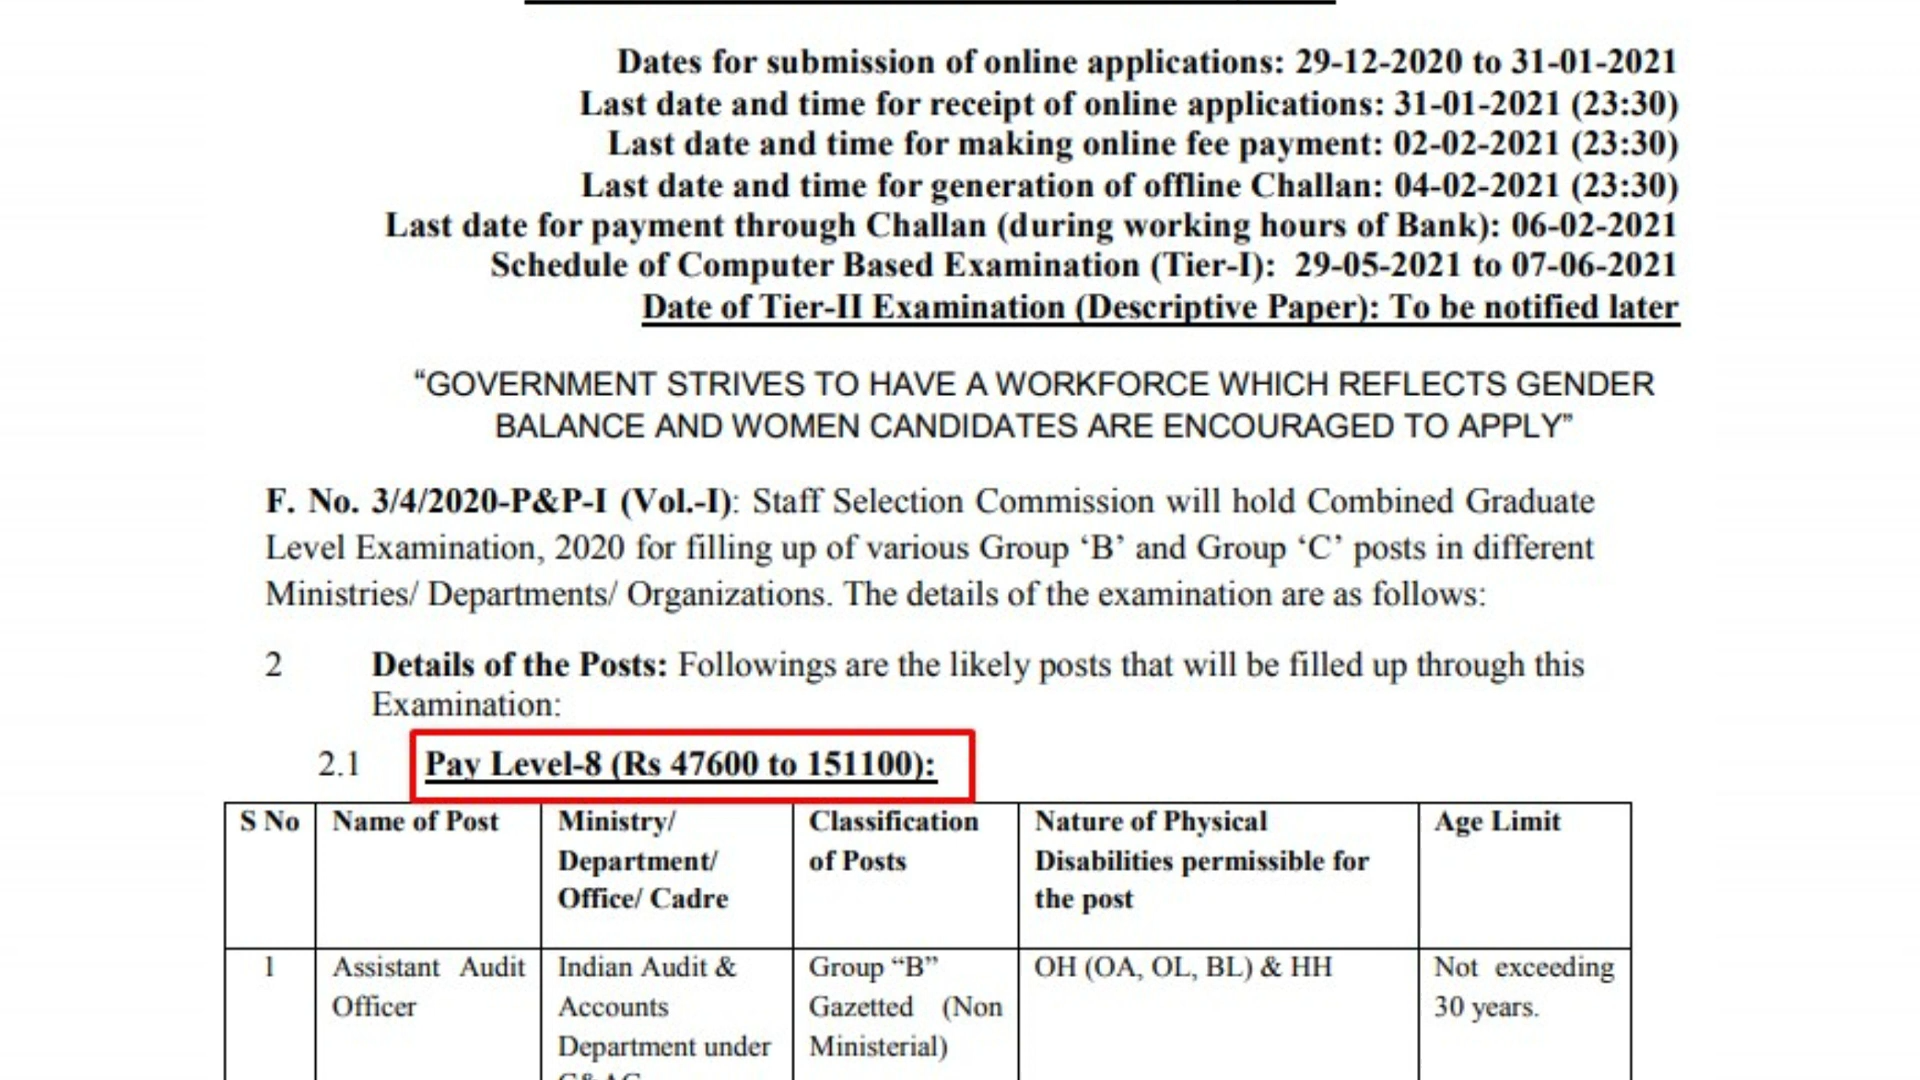 Dates for submission of online applications: 29-12-2020 to 31-01-2021
Last date and time for receipt of online applications: 31-01-2021 (23:30)
Last date and time for making online fee payment: 02-02-2021 (23:30)
Last date and time for generation of offline Challan: 04-02-2021 (23:30)
Last date for payment through Challan (during working hours of Bank): 06-02-2021
Schedule of Computer Based Examination (Tier-I): 29-05-2021 to 07-06-2021
Date of Tier-II Examination (Descriptive Paper): To be notified later
“GOVERNMENT STRIVES TO HAVE A WORKFORCE WHICH REFLECTS GENDER
BALANCE AND WOMEN CANDIDATES ARE ENCOURAGED TO APPLY”
F. No. 3/4/2020-P&P-I (Vol.-I): Staff Selection Commission will hold Combined Graduate
Level Examination, 2020 for filling up of various Group ‘B’ and Group ‘C’ posts in different
Ministries/ Departments/ Organizations. The details of the examination are as follows:
2 Details of the Posts: Followings are the likely posts that will be filled up through this
Examination:
2.1 Pay Level-8 (Rs 47600 to 151100):
S No
Name of Post
Ministry/
Department/
Office/ Cadre
Classification
of Posts
Nature of Physical
Disabilities permissible for
the post
Age Limit
1
Assistant Audit
Officer
Indian Audit &
Accounts
Department under
Group “B”
Gazetted (Non
Ministerial)
OH (OA, OL, BL) & HH
Not exceeding
30 years.